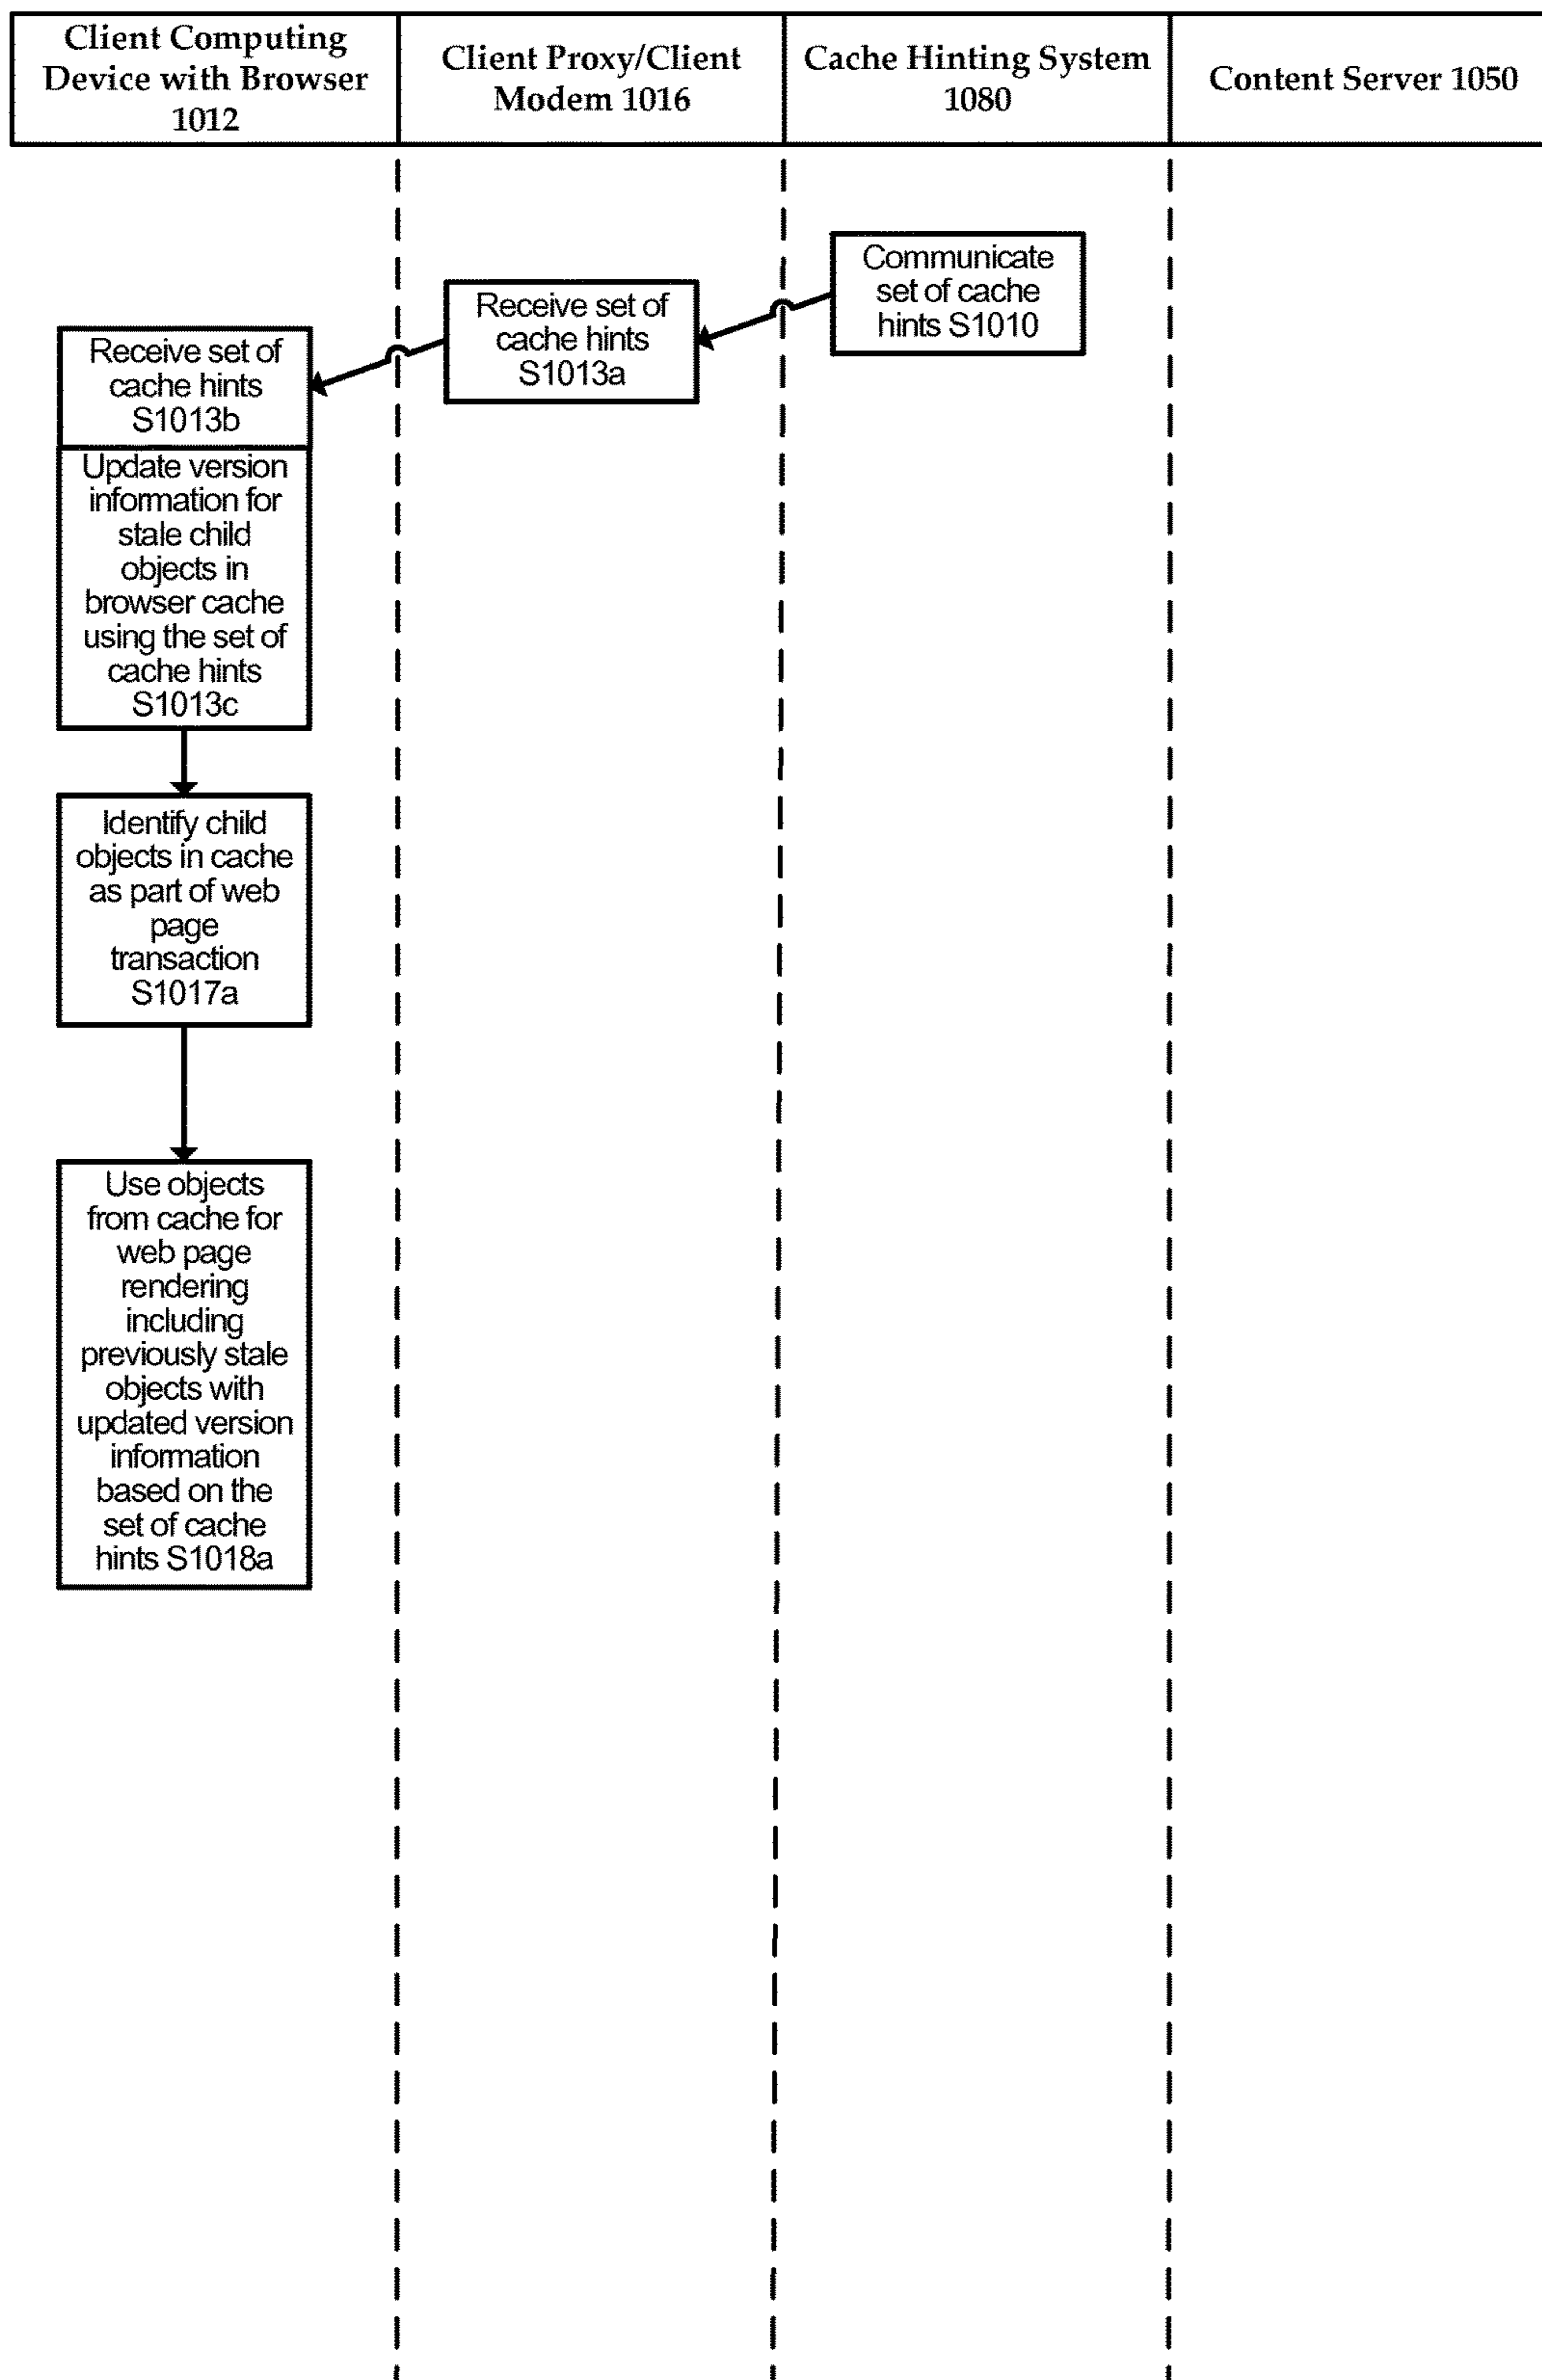 Client Computing
Device with Browser
1012
Client Proxy/Client
Modem 1016
Cache Hinting System
1080
Content Server 1050
Communicate
set of cache
hints S1010
Receive set of
cache hints
S1013a
Receive set of
cache hints
S1013b
Update version
information for
stale child
objects in
browser cache
using the set of
cache hints
S1013c
Identify child
objects in cache
as part of web
page
transaction
S1017a
Use objects
from cache for
web page
rendering
including
previously stale
objects with
updated version
information
based on the
set of cache
hints S1018a